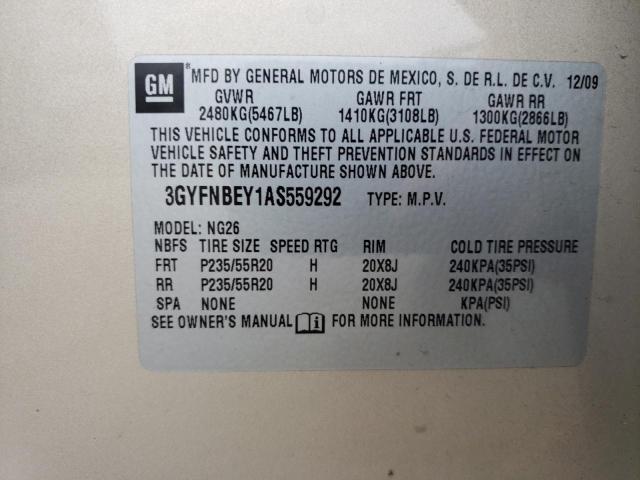 GM ® MFD BY GENERAL MOTORS DE MEXICO, S. DE R.L. DE C.V. 12/09
GVWR GAWR FRT GAWR RR
2480KG(5467LB) 1410KG(3108LB) 1300KG(2866LB)
THIS VEHICLE CONFORMS TO ALL APPLICABLE U.S. FEDERAL MOTOR
VEHICLE SAFETY AND THEFT PREVENTION STANDARDS IN EFFECT ON
THE DATE OF MANUFACTURE SHOWN ABOVE.
3GYFNBEY1AS559292 TYPE: M.P.V.
MODEL: NG26
NBFS TIRE SIZE SPEED RTG RIM COLD TIRE PRESSURE
FRT P235/55R20 H 20X8J 240KPA(35PSI)
RR P235/55R20 H 20X8J 240KPA(35PSI)
SPA NONE NONE KPA(PSI)
SEE OWNER'S MANUAL i FOR MORE INFORMATION.